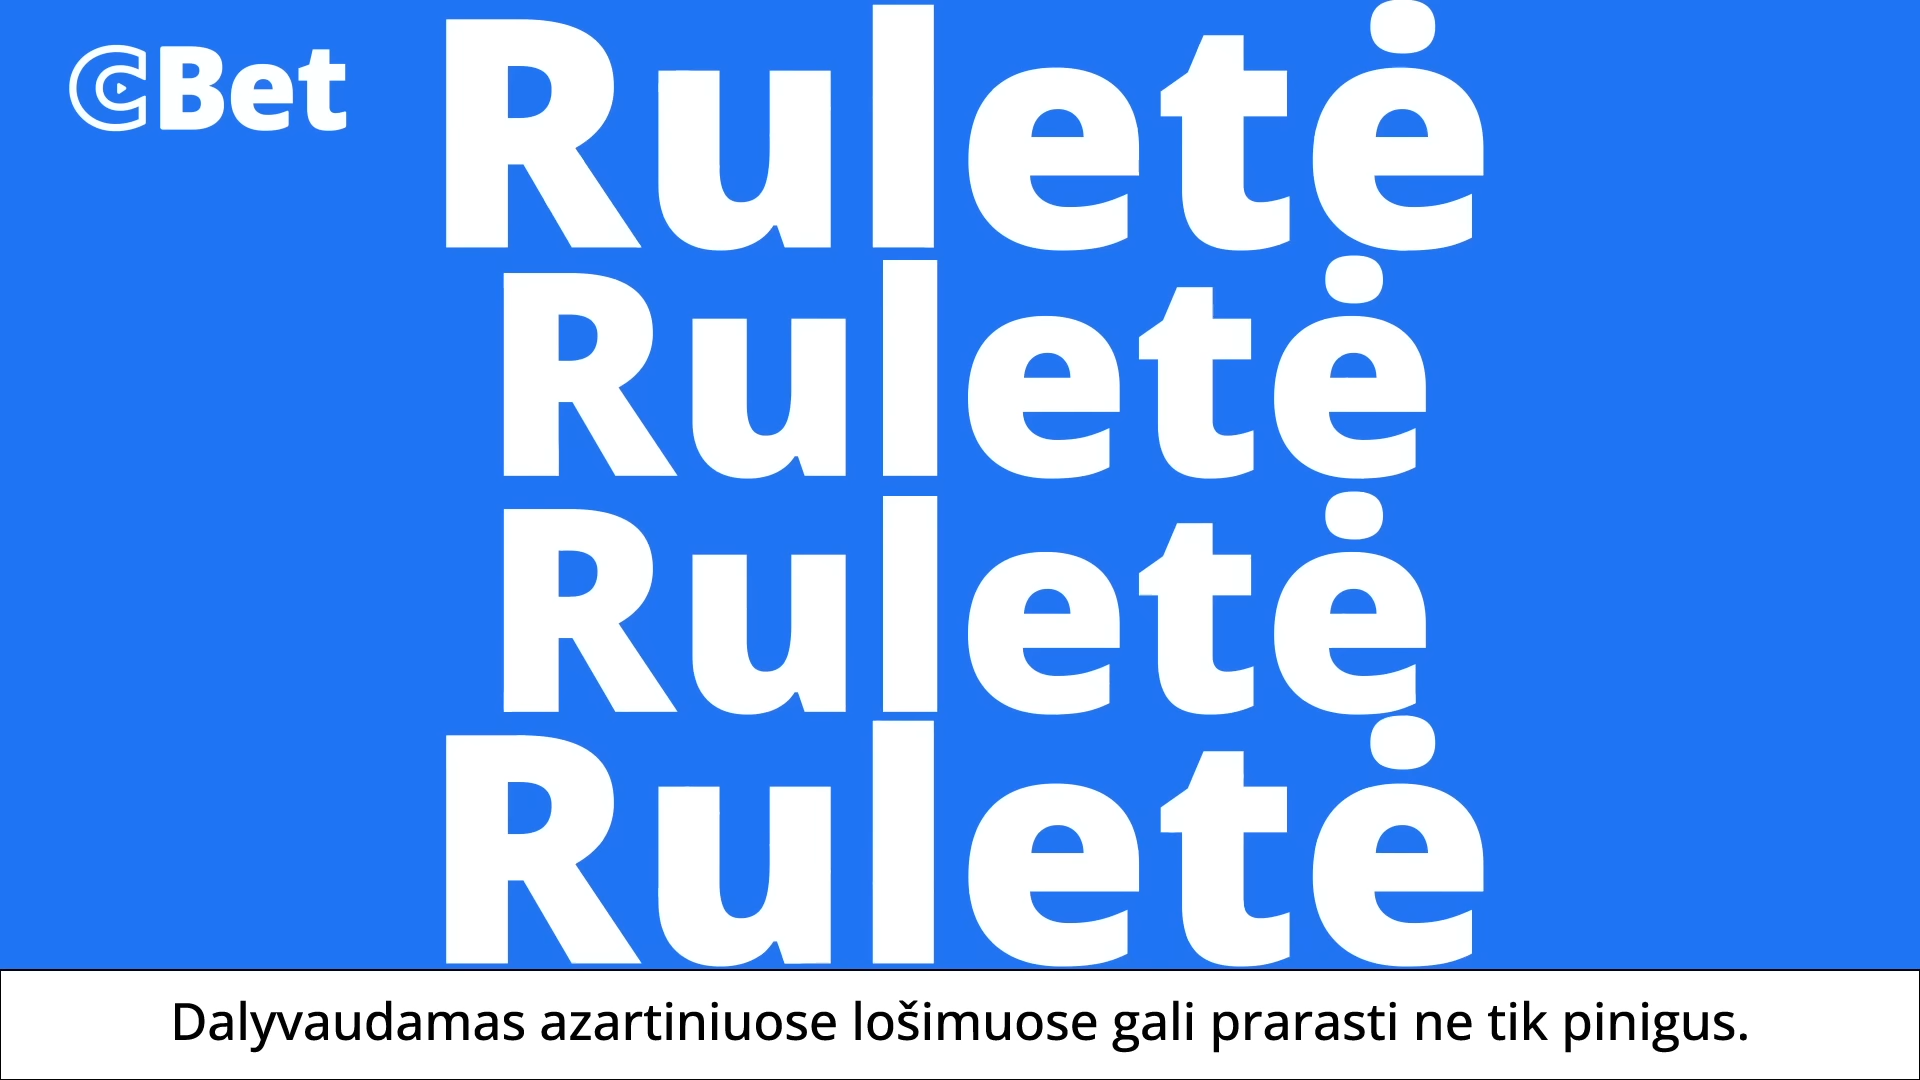 CBet
Ruletė
Ruletė
Ruletė
Ruletė
Dalyvaudamas azartiniuose lošimuose gali prarasti ne tik pinigus.